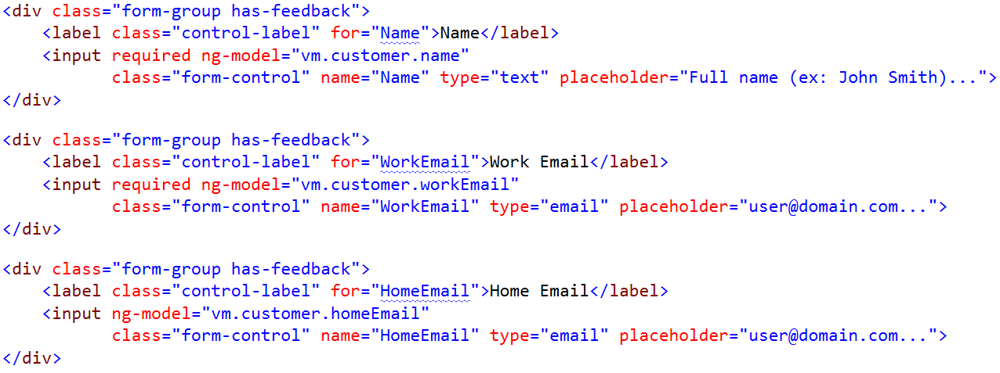 <div class="form-group has-feedback">
    <label class="control-label" for="Name">Name</label>
    <input required ng-model="vm.customer.name"
           class="form-control" name="Name" type="text" placeholder="Full name (ex: John Smith)...">
</div>

<div class="form-group has-feedback">
    <label class="control-label" for="WorkEmail">Work Email</label>
    <input required ng-model="vm.customer.workEmail"
           class="form-control" name="WorkEmail" type="email" placeholder="user@domain.com...">
</div>

<div class="form-group has-feedback">
    <label class="control-label" for="HomeEmail">Home Email</label>
    <input ng-model="vm.customer.homeEmail"
           class="form-control" name="HomeEmail" type="email" placeholder="user@domain.com...">
</div>